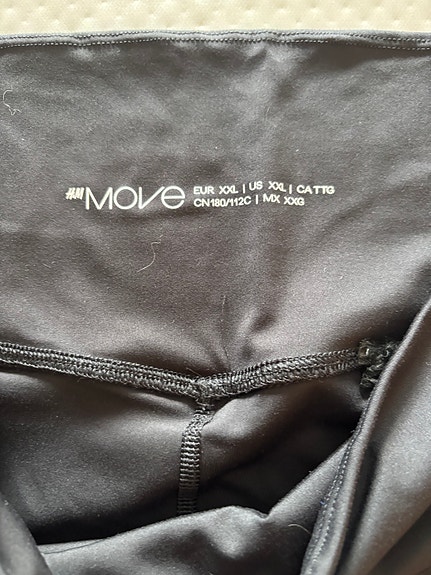 H&M MOVE
EUR XXL | US XXL | CA TTG
CN180/112C | MX XXG